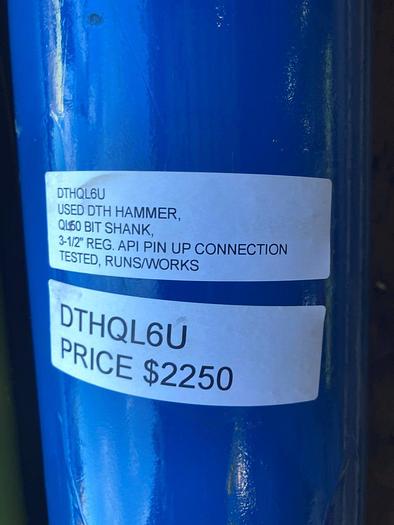 DTHQL6U
USED DTH HAMMER,
BIT SHANK,
3-1/2" REG. API PIN UP CONNECTION
TESTED, RUNS/WORKS
DTHQL6U
PRICE $2250